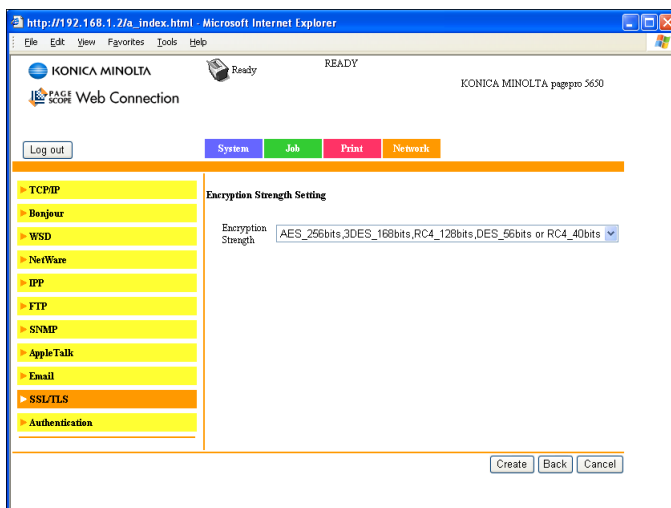 http://192.168.1.2/a_index.html - Microsoft Internet Explorer
File Edit View Favorites Tools Help
KONICA MINOLTA
Ready
READY
KONICA MINOLTA pagepro 5650
PAGE SCOPE Web Connection
Log out
System Job Print Network
TCP/IP
Bonjour
WSD
NetWare
IPP
FTP
SNMP
AppleTalk
Email
SSL/TLS
Authentication
Encryption Strength Setting
Encryption
Strength
AES_256bits,3DES_168bits,RC4_128bits,DES_56bits or RC4_40bits
Create Back Cancel